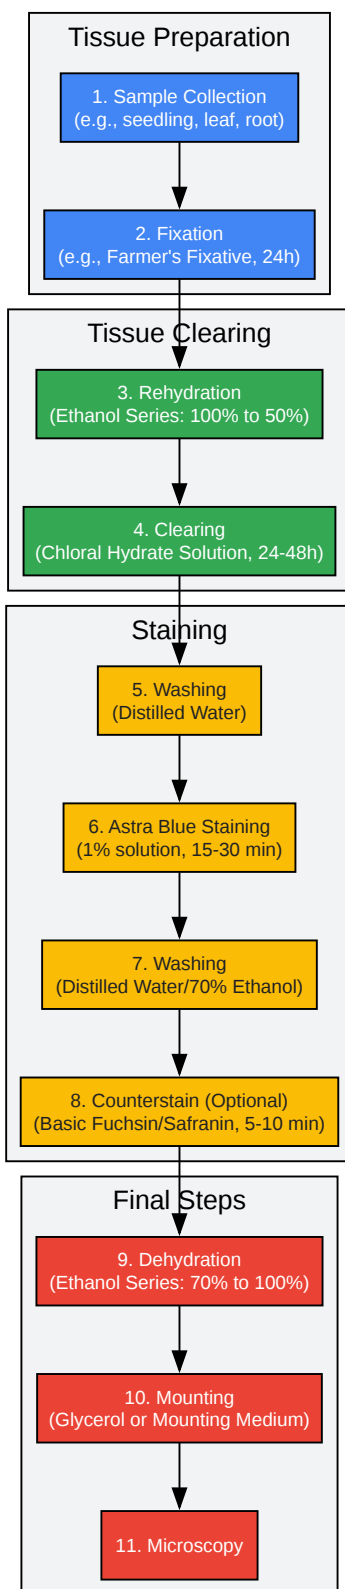 Tissue Preparation
1. Sample Collection
(e.g., seedling, leaf, root)
2. Fixation
(e.g., Farmer's Fixative, 24h)
Tissue Clearing
3. Rehydration
(Ethanol Series: 100% to 50%)
4. Clearing
(Chloral Hydrate Solution, 24-48h)
Staining
5. Washing
(Distilled Water)
6. Astra Blue Staining
(1% solution, 15-30 min)
7. Washing
(Distilled Water/70% Ethanol)
8. Counterstain (Optional)
(Basic Fuchsin/Safranin, 5-10 min)
Final Steps
9. Dehydration
(Ethanol Series: 70% to 100%)
10. Mounting
(Glycerol or Mounting Medium)
11. Microscopy